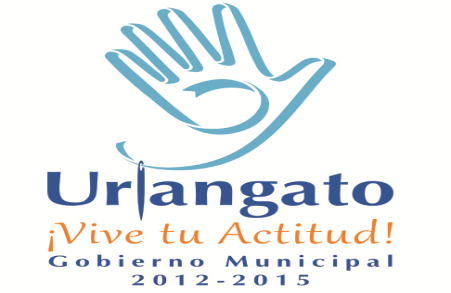 Uriangato
¡Vive tu Actitud!
Gobierno Municipal
2012-2015